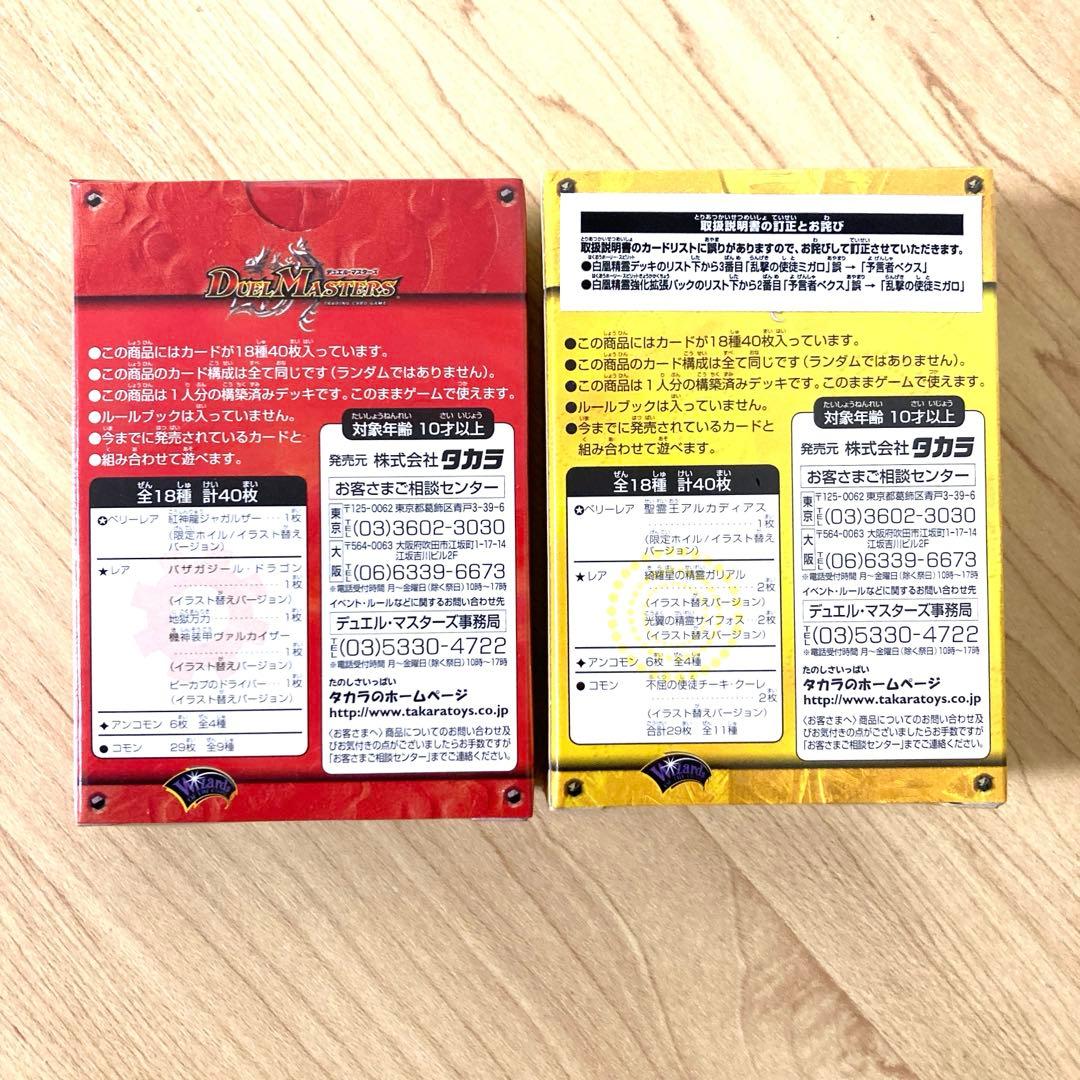 デュエル・マスターズ
DUEL MASTERS
TRADING CARD GAME
●この商品にはカードが18種40枚入っています。
●この商品のカード構成は全て同じです(ランダムではありません)。
●この商品は1人分の構築済みデッキです。このままゲームで使えます。
●ルールブックは入っていません。
●今までに発売されているカードと
●組み合わせて遊べます。
全18種 計40枚
✪ベリーレア 紅神龍ジャガルザー…1枚
(限定ホイル/イラスト替え
バージョン)
★レア バザガジール・ドラゴン
1枚
(イラスト替えバージョン)
地獄万力…………1枚
機神装甲ヴァルカイザー
1枚
(イラスト替えバージョン)
ピーカプのドライバー…1枚
(イラスト替えバージョン)
✦アンコモン 6枚 全4種
●コモン 29枚 全9種
Wizards
対象年齢 10才以上
発売元 株式会社 タカラ
お客さまご相談センター
東京 〒125-0062 東京都葛飾区青戸3-39-6
TEL (03)3602-3030
大阪 〒564-0063 大阪府吹田市江坂町1-17-14
江坂吉川ビル2F
TEL (06)6339-6673
※電話受付時間 月〜金曜日(除く祭日)10時〜17時
イベント・ルールなどに関するお問い合わせ先
デュエル・マスターズ事務局
TEL (03)5330-4722
※電話受付時間 月〜金曜日(除く祭日)10時〜17時
たのしさいっぱい
タカラのホームページ
http://www.takaratoys.co.jp
〈お客さまへ〉商品についてのお問い合わせ及
びお気付きの点がございましたらお手数ですが
「お客さまご相談センター」までご連絡ください。
取扱説明書の訂正とお詫び
取扱説明書のカードリストに誤りがありますので、お詫びして訂正させていただきます。
●白凰精霊デッキのリスト下から3番目「乱撃の使徒ミガロ」誤 → 「予言者ベクス」
●白凰精霊強化拡張パックのリスト下から2番目「予言者ベクス」誤 → 「乱撃の使徒ミガロ」
●この商品にはカードが18種40枚入っています。
●この商品のカード構成は全て同じです(ランダムではありません)。
●この商品は1人分の構築済みデッキです。このままゲームで使えます。
●ルールブックは入っていません。
●今までに発売されているカードと
組み合わせて遊べます。
全18種 計40枚
✪ベリーレア 聖霊王アルカディアス
1枚
(限定ホイル/イラスト替え
バージョン)
★レア 綺羅星の精霊ガリアル
2枚
(イラスト替えバージョン)
光翼の精霊サイフォス…2枚
(イラスト替えバージョン)
✦アンコモン 6枚 全4種
●コモン 不屈の使徒チーキ・クーレ
2枚
(イラスト替えバージョン)
合計29枚 全11種
Wizards
対象年齢 10才以上
発売元 株式会社 タカラ
お客さまご相談センター
東京 〒125-0062 東京都葛飾区青戸3-39-6
TEL (03)3602-3030
大阪 〒564-0063 大阪府吹田市江坂町1-17-14
江坂吉川ビル2F
TEL (06)6339-6673
※電話受付時間 月〜金曜日(除く祭日)10時〜17時
イベント・ルールなどに関するお問い合わせ先
デュエル・マスターズ事務局
TEL (03)5330-4722
※電話受付時間 月〜金曜日(除く祭日)10時〜17時
たのしさいっぱい
タカラのホームページ
http://www.takaratoys.co.jp
〈お客さまへ〉商品についてのお問い合わせ及
びお気付きの点がございましたらお手数ですが
「お客さまご相談センター」までご連絡ください。